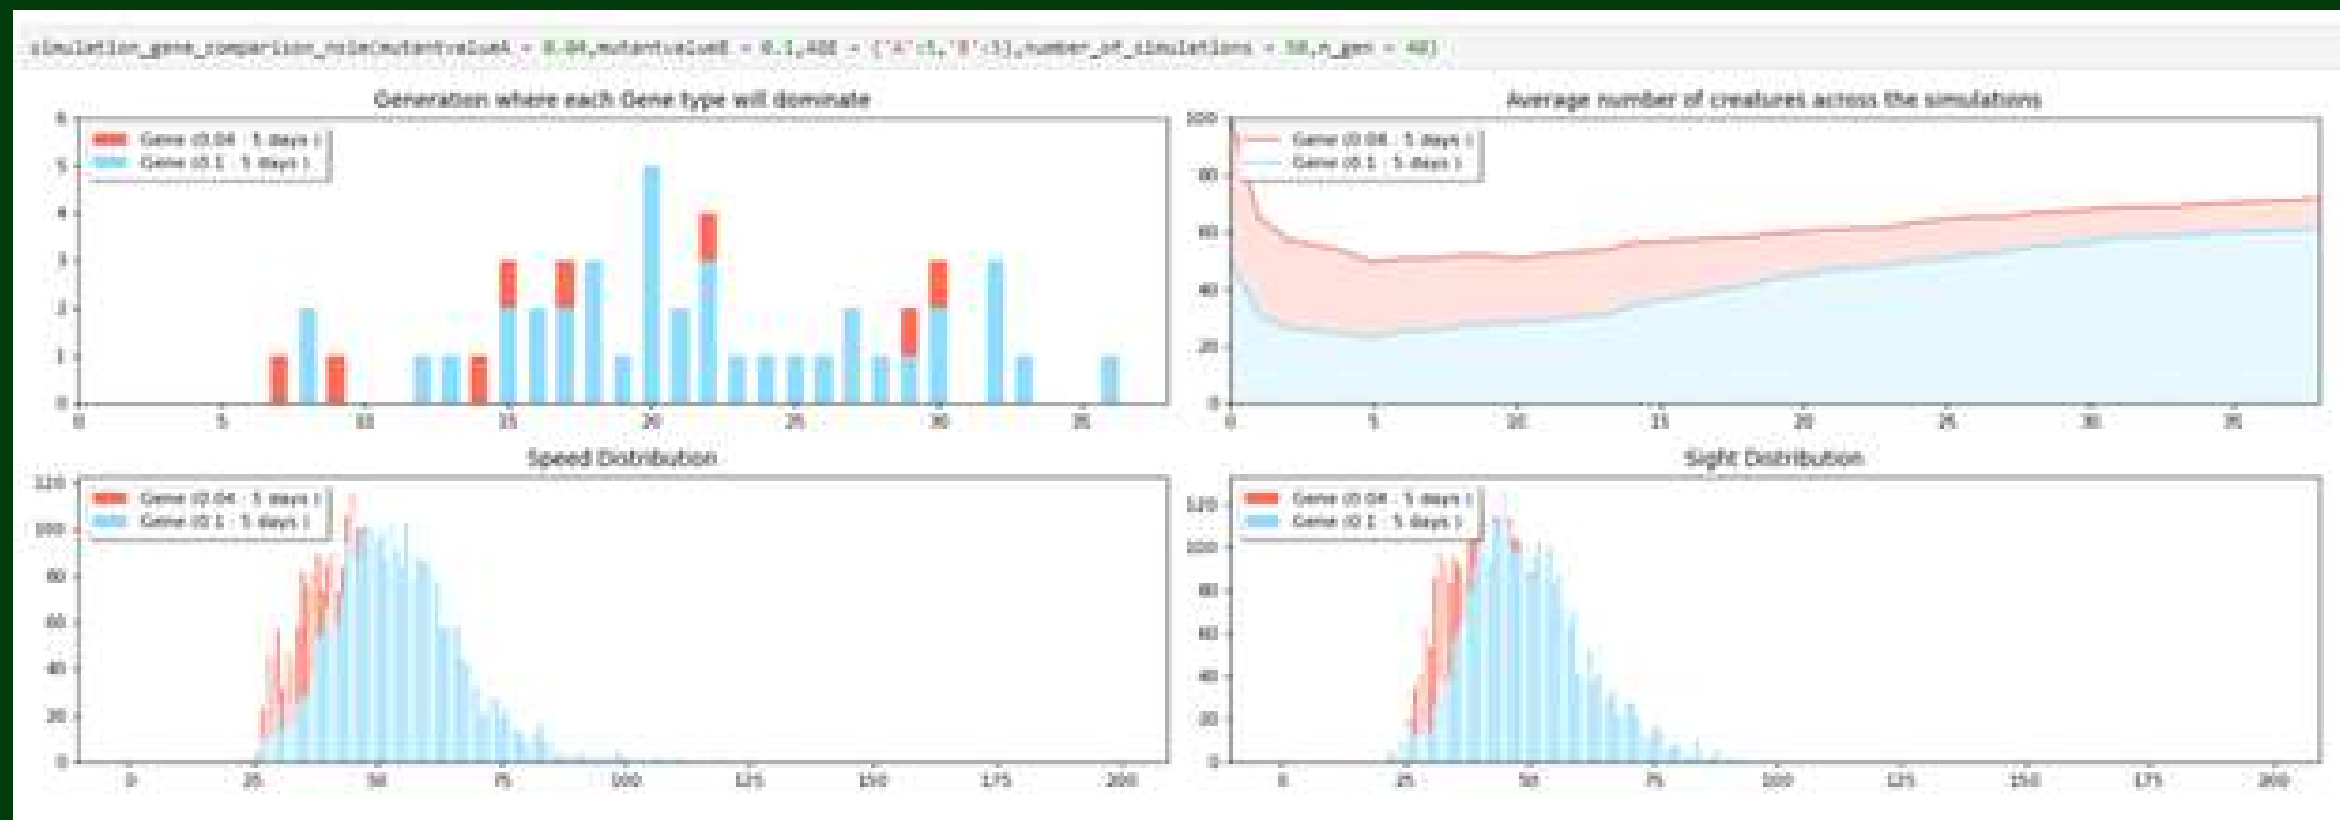 simulation_gene_comparison_nsim(mutantvalueA = 0.04,mutantvalueB = 0.1,AGE = {'A':5,'B':5},number_of_simulations = 50,n_gen = 40)
Generation where each Gene type will dominate
Gene (0.04 - 5 days )
Gene (0.1 - 5 days )
6
5
4
3
2
1
0
0 5 10 15 20 25 30 35
Average number of creatures across the simulations
Gene (0.04 - 5 days )
Gene (0.1 - 5 days )
100
80
60
40
20
0
0 5 10 15 20 25 30 35
Speed Distribution
Gene (0.04 - 5 days )
Gene (0.1 - 5 days )
120
100
80
60
40
20
0
0 25 50 75 100 125 150 175 200
Sight Distribution
Gene (0.04 - 5 days )
Gene (0.1 - 5 days )
120
100
80
60
40
20
0
0 25 50 75 100 125 150 175 200